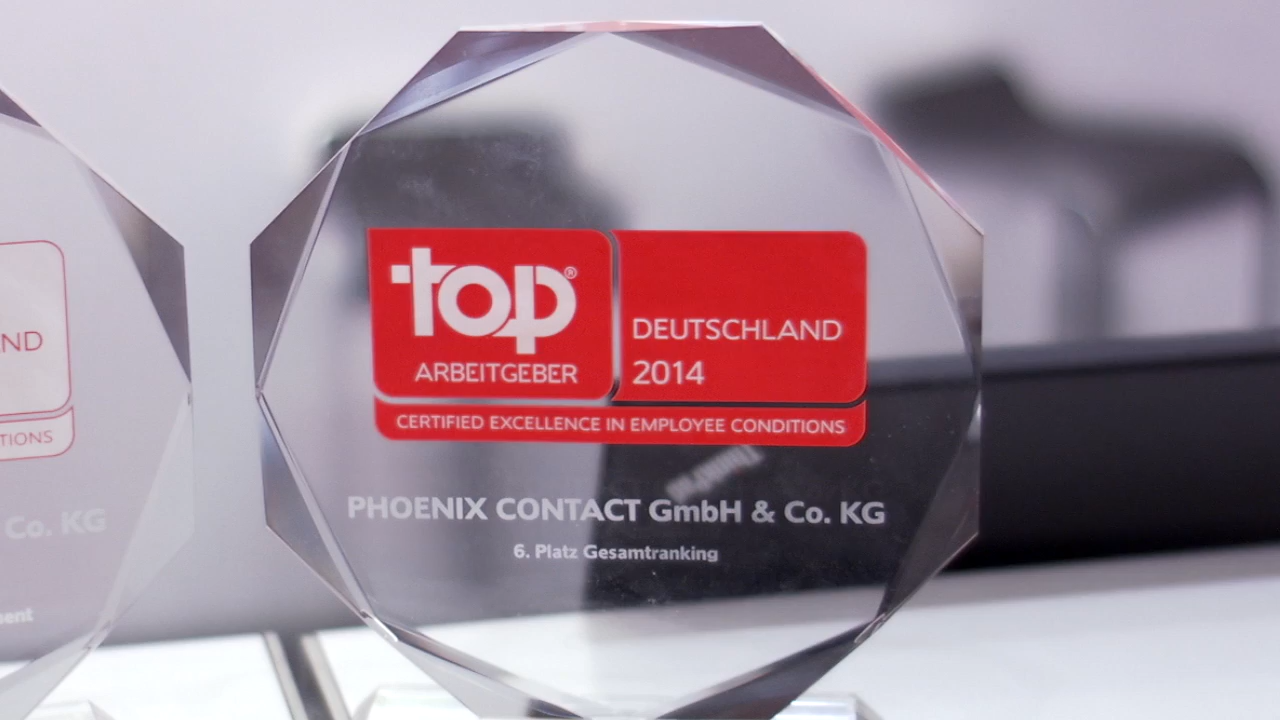 top®
ARBEITGEBER
DEUTSCHLAND
2014
CERTIFIED EXCELLENCE IN EMPLOYEE CONDITIONS
PHOENIX CONTACT GmbH & Co. KG
6. Platz Gesamtranking
ND
TIONS
Co. KG